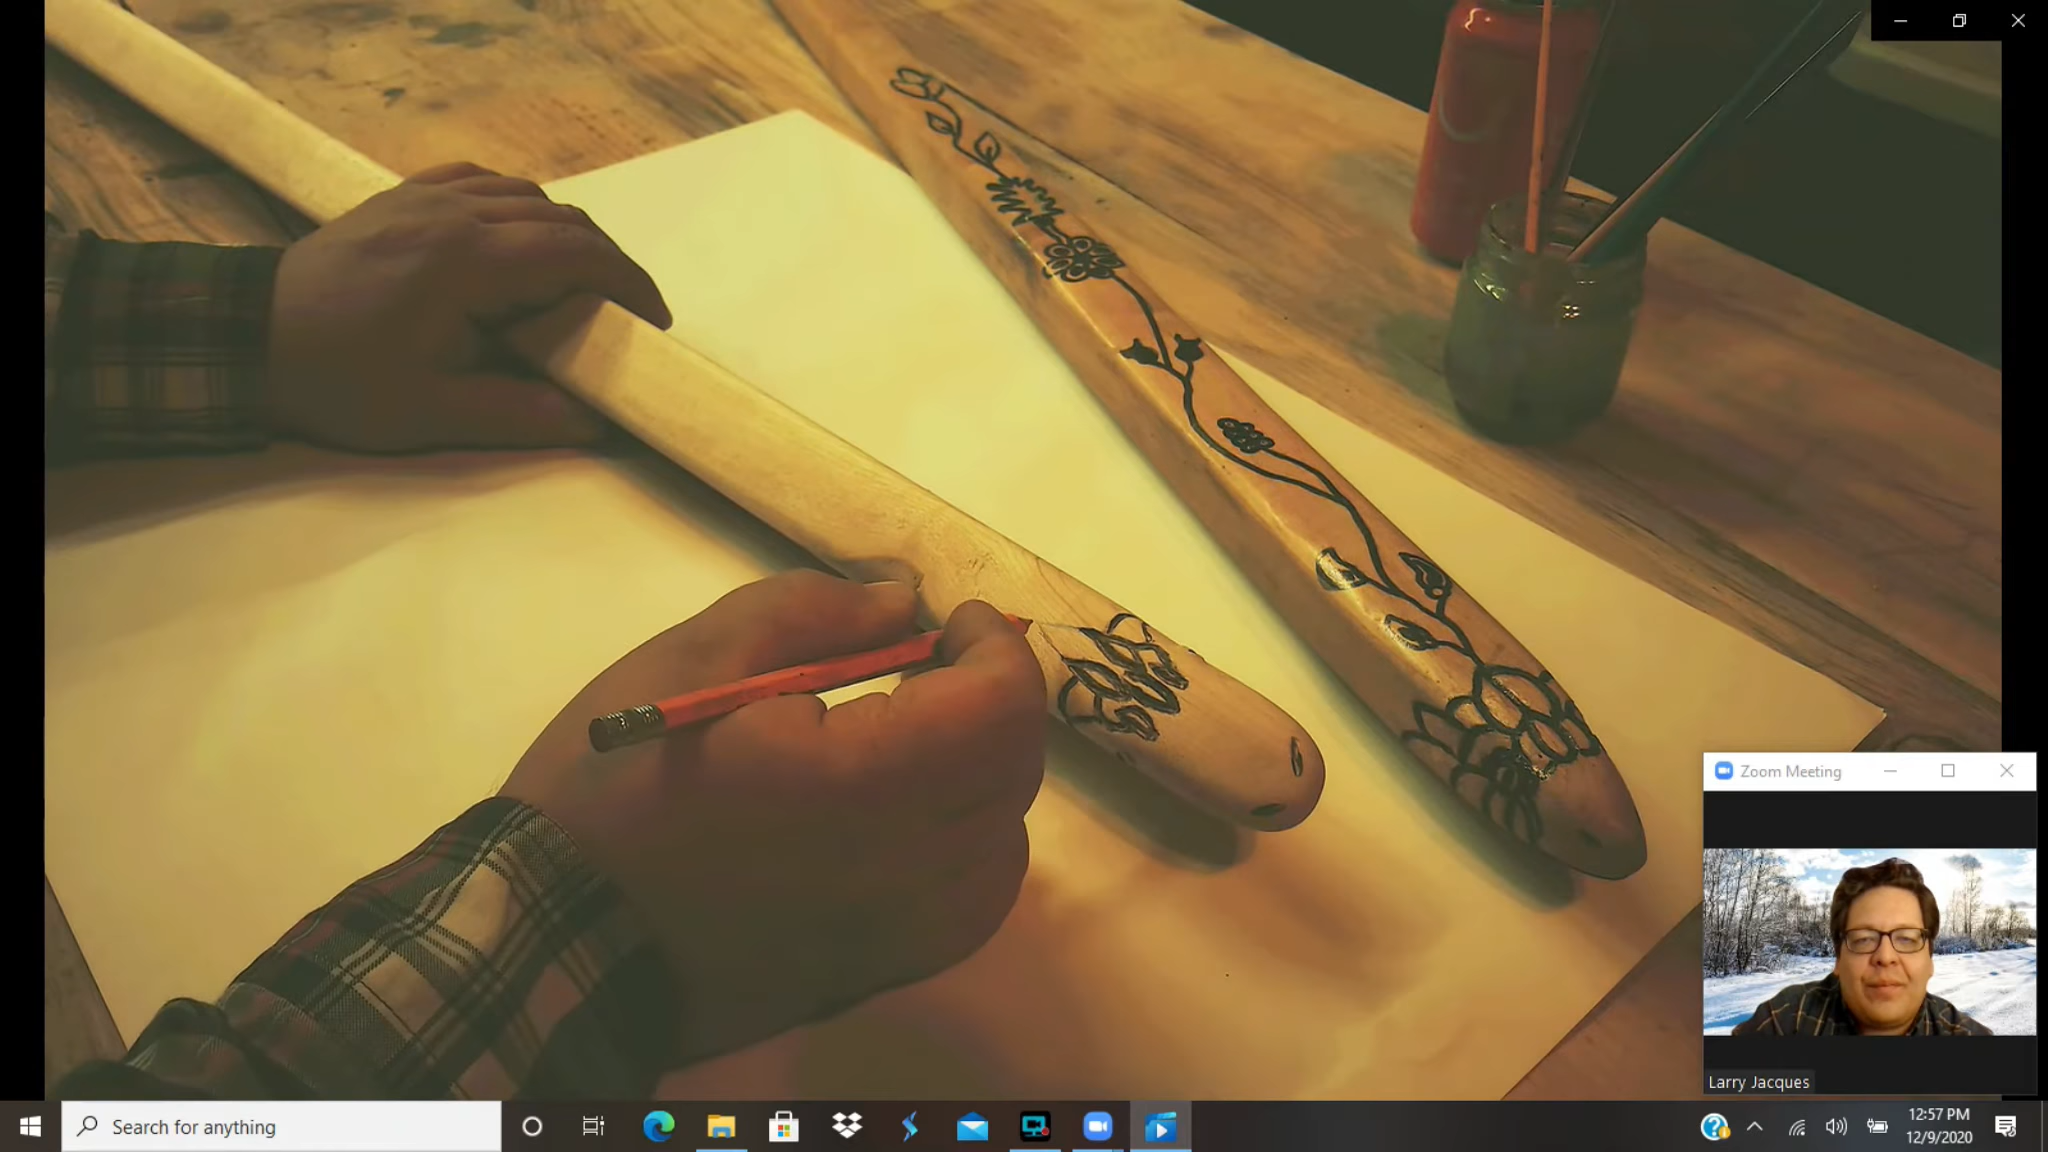 Zoom Meeting
Larry Jacques
Search for anything
12:57 PM
12/9/2020